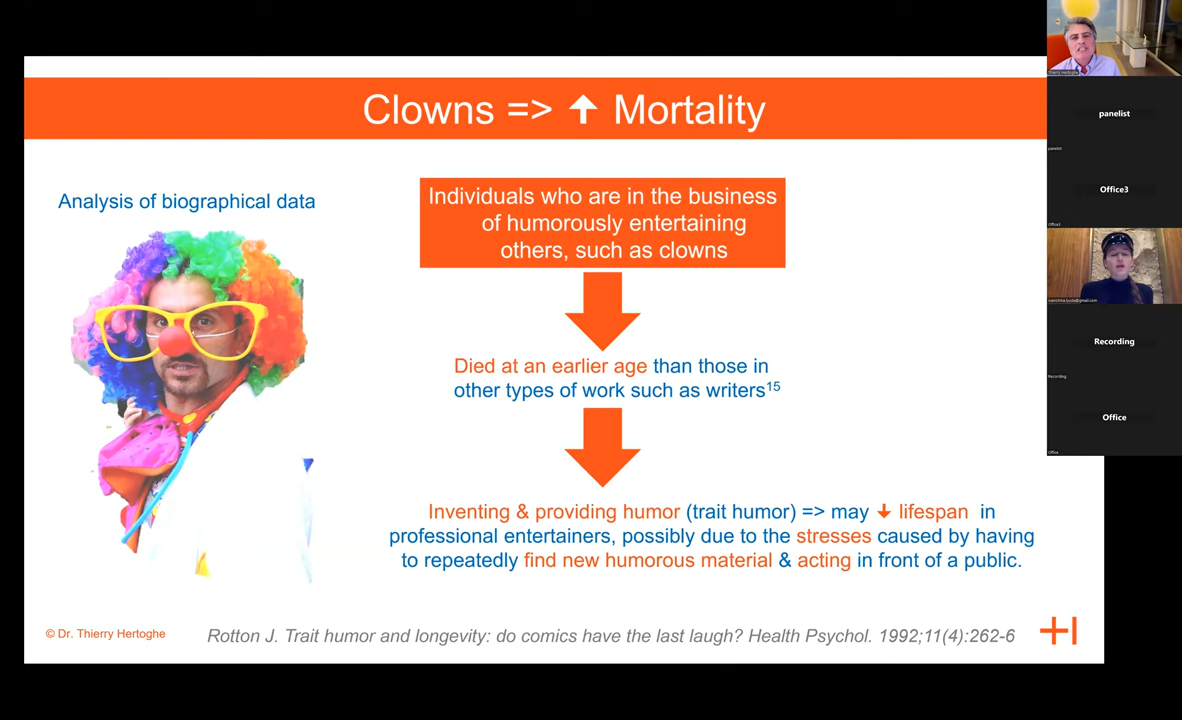 Clowns => ↑ Mortality
Analysis of biographical data
Individuals who are in the business
of humorously entertaining
others, such as clowns
Died at an earlier age than those in
other types of work such as writers15
Inventing & providing humor (trait humor) => may ↓ lifespan in
professional entertainers, possibly due to the stresses caused by having
to repeatedly find new humorous material & acting in front of a public.
© Dr. Thierry Hertoghe
Rotton J. Trait humor and longevity: do comics have the last laugh? Health Psychol. 1992;11(4):262-6
Thierry Hertoghe
panelist
panelist
Office3
Office3
Recording
Recording
Office
Office